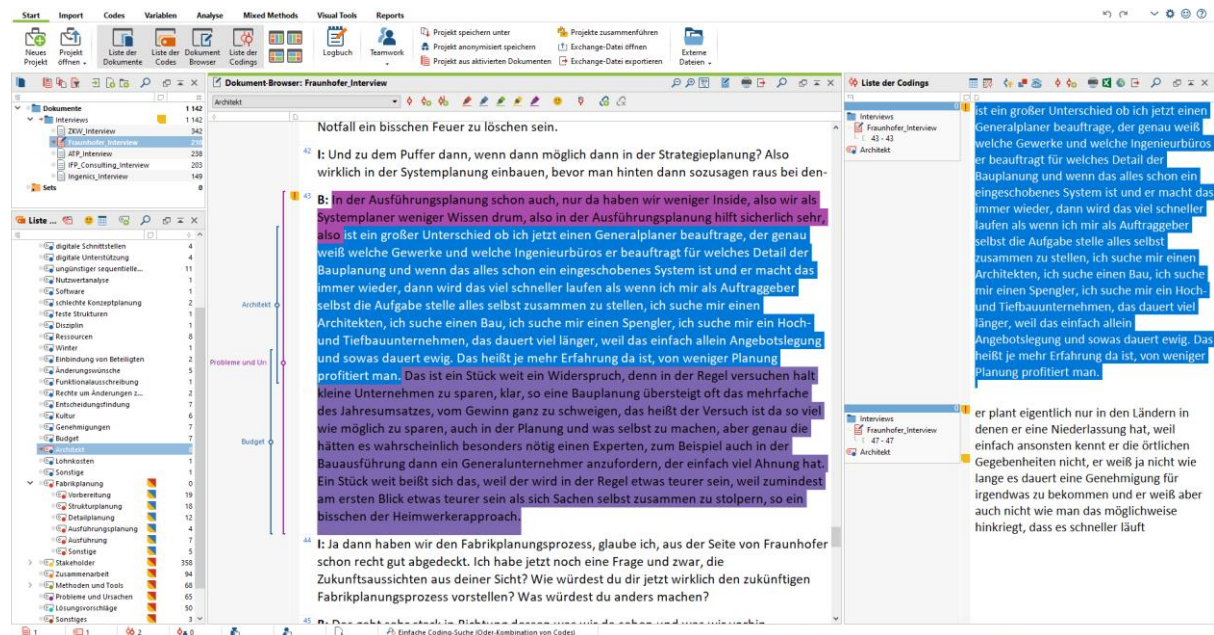 Start Import Codes Variablen Analyse Mixed Methods Visual Tools Reports
Neues Projekt
Projekt öffnen
Liste der Dokumente
Liste der Codes
Dokument Browser
Liste der Codings
Logbuch
Teamwork
Projekt speichern unter
Projekt anonymisiert speichern
Projekt aus aktivierten Dokumenten
Projekte zusammenführen
Exchange-Datei öffnen
Exchange-Datei exportieren
Externe Dateien
Dokumente 1 142
Interviews 1 142
ZKW_Interview 342
Fraunhofer_Interview 210
ATP_Interview 238
IFP_Consulting_Interview 203
Ingenics_Interview 149
Sets 0
Liste ...
digitale Schnittstellen 4
digitale Unterstützung 4
ungünstiger sequentielle... 11
Nutzwertanalyse 1
Software 1
schlechte Konzeptplanung 2
feste Strukturen 1
Disziplin 1
Ressourcen 8
Winter 1
Einbindung von Beteiligten 2
Änderungswünsche 5
Funktionalausschreibung 1
Rechte um Änderungen z... 2
Entscheidungsfindung 7
Kultur 6
Genehmigungen 7
Budget 7
Architekt
Lohnkosten 1
Sonstige 1
Fabrikplanung 0
Vorbereitung 19
Strukturplanung 18
Detailplanung 12
Ausführungsplanung 4
Ausführung 7
Sonstige 5
Stakeholder 358
Zusammenarbeit 94
Methoden und Tools 68
Probleme und Ursachen 65
Lösungsvorschläge 50
Sonstiges 3
Dokument-Browser: Fraunhofer_Interview
Architekt
Notfall ein bisschen Feuer zu löschen sein.
42 I: Und zu dem Puffer dann, wenn dann möglich dann in der Strategieplanung? Also
wirklich in der Systemplanung einbauen, bevor man hinten dann sozusagen raus bei den-
43 B: In der Ausführungsplanung schon auch, nur da haben wir weniger Inside, also wir als
Systemplaner weniger Wissen drum, also in der Ausführungsplanung hilft sicherlich sehr,
also ist ein großer Unterschied ob ich jetzt einen Generalplaner beauftrage, der genau
weiß welche Gewerke und welche Ingenieurbüros er beauftragt für welches Detail der
Bauplanung und wenn das alles schon ein eingeschobenes System ist und er macht das
immer wieder, dann wird das viel schneller laufen als wenn ich mir als Auftraggeber
selbst die Aufgabe stelle alles selbst zusammen zu stellen, ich suche mir einen
Architekten, ich suche einen Bau, ich suche mir einen Spengler, ich suche mir ein Hoch-
und Tiefbauunternehmen, das dauert viel länger, weil das einfach allein Angebotslegung
und sowas dauert ewig. Das heißt je mehr Erfahrung da ist, von weniger Planung
profitiert man. Das ist ein Stück weit ein Widerspruch, denn in der Regel versuchen halt
kleine Unternehmen zu sparen, klar, so eine Bauplanung übersteigt oft das mehrfache
des Jahresumsatzes, vom Gewinn ganz zu schweigen, das heißt der Versuch ist da so viel
wie möglich zu sparen, auch in der Planung und was selbst zu machen, aber genau die
hätten es wahrscheinlich besonders nötig einen Experten, zum Beispiel auch in der
Bauausführung dann ein Generalunternehmer anzufordern, der einfach viel Ahnung hat.
Ein Stück weit beißt sich das, weil der wird in der Regel etwas teurer sein, weil zumindest
am ersten Blick etwas teurer sein als sich Sachen selbst zusammen zu stolpern, so ein
bisschen der Heimwerkerapproach.
44 I: Ja dann haben wir den Fabrikplanungsprozess, glaube ich, aus der Seite von Fraunhofer
schon recht gut abgedeckt. Ich habe jetzt noch eine Frage und zwar, die
Zukunftsaussichten aus deiner Sicht? Wie würdest du dir jetzt wirklich den zukünftigen
Fabrikplanungsprozess vorstellen? Was würdest du anders machen?
45
Architekt
Probleme und Ur
Budget
Liste der Codings
Interviews
Fraunhofer_Interview
43 - 43
Architekt
ist ein großer Unterschied ob ich jetzt einen
Generalplaner beauftrage, der genau weiß
welche Gewerke und welche Ingenieurbüros
er beauftragt für welches Detail der
Bauplanung und wenn das alles schon ein
eingeschobenes System ist und er macht das
immer wieder, dann wird das viel schneller
laufen als wenn ich mir als Auftraggeber
selbst die Aufgabe stelle alles selbst
zusammen zu stellen, ich suche mir einen
Architekten, ich suche einen Bau, ich suche
mir einen Spengler, ich suche mir ein Hoch-
und Tiefbauunternehmen, das dauert viel
länger, weil das einfach allein
Angebotslegung und sowas dauert ewig. Das
heißt je mehr Erfahrung da ist, von weniger
Planung profitiert man.
Interviews
Fraunhofer_Interview
47 - 47
Architekt
er plant eigentlich nur in den Ländern in
denen er eine Niederlassung hat, weil
einfach ansonsten kennt er die örtlichen
Gegebenheiten nicht, er weiß ja nicht wie
lange es dauert eine Genehmigung für
irgendwas zu bekommen und er weiß aber
auch nicht wie man das möglichweise
hinkriegt, dass es schneller läuft
1 1 2 0 Einfache Coding-Suche (Oder-Kombination von Codes)